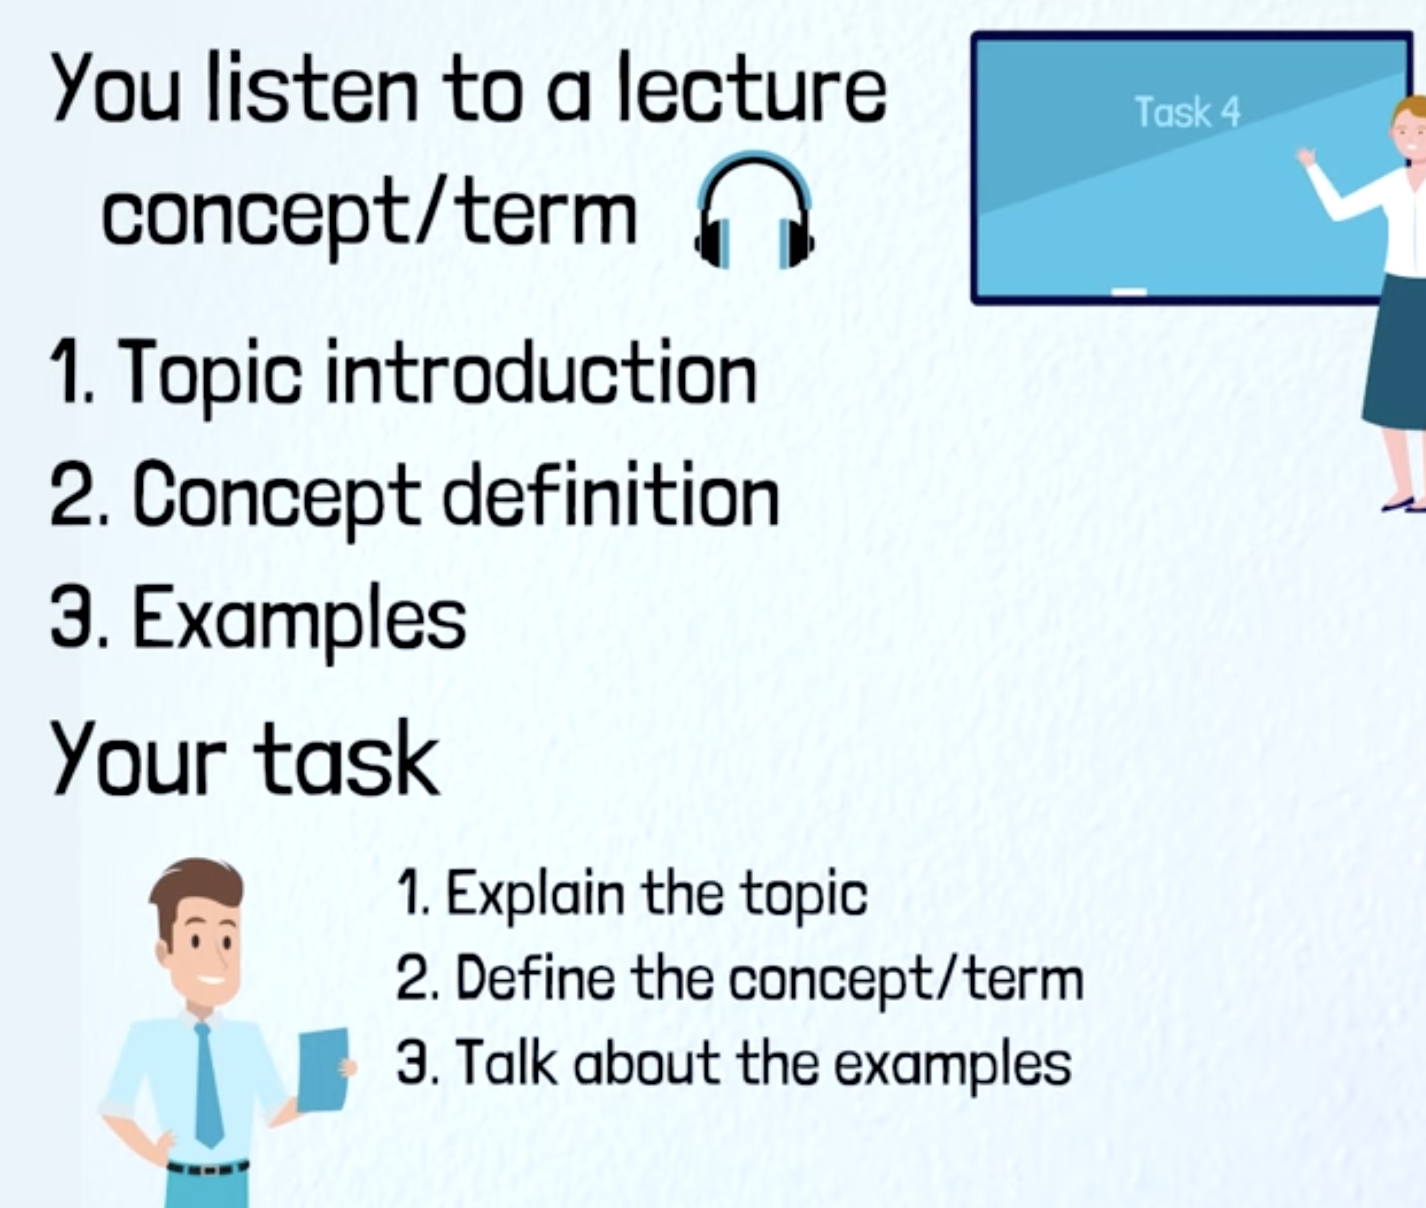 You listen to a lecture
concept/term
Task 4
1. Topic introduction
2. Concept definition
3. Examples
Your task
1. Explain the topic
2. Define the concept/term
3. Talk about the examples